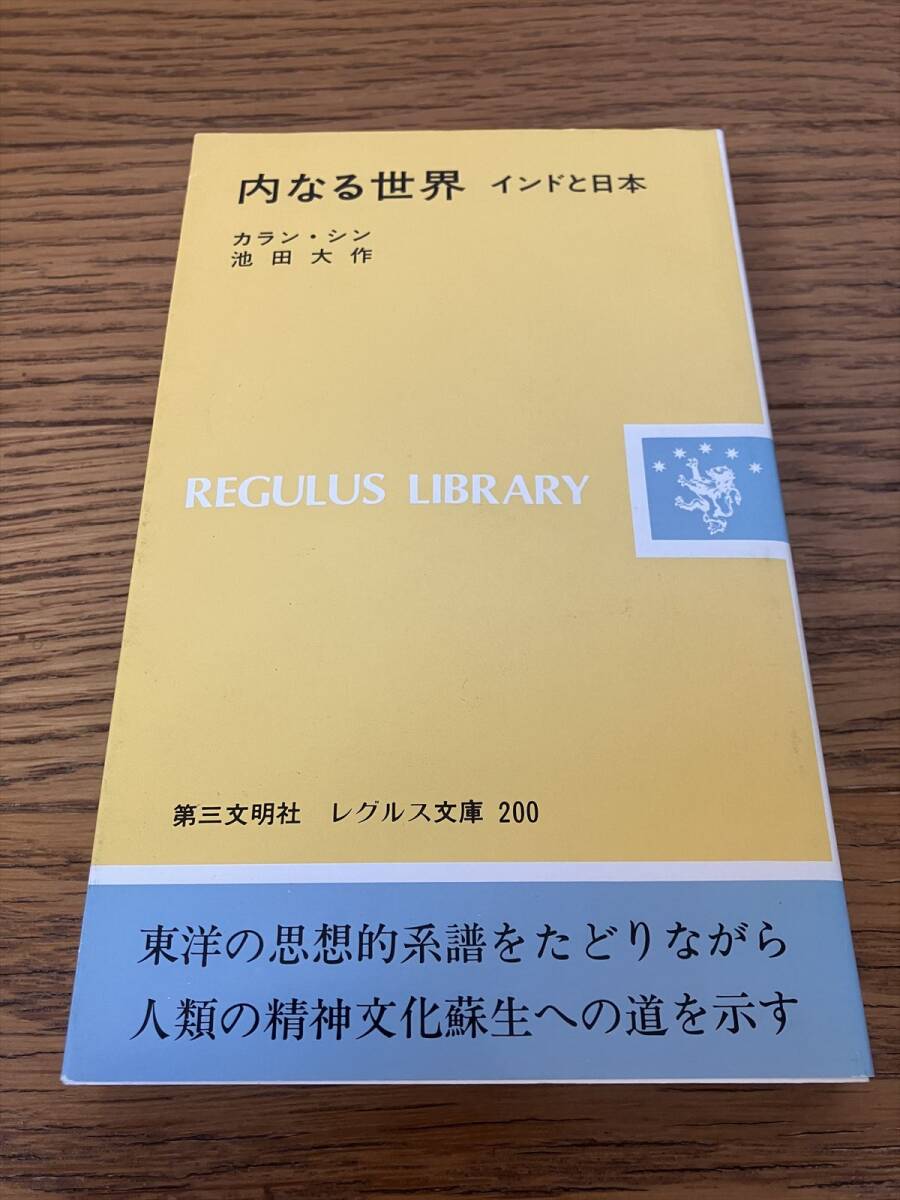 内なる世界 インドと日本
カラン・シン
池田大作
REGULUS LIBRARY
第三文明社 レグルス文庫 200
東洋の思想的系譜をたどりながら
人類の精神文化蘇生への道を示す